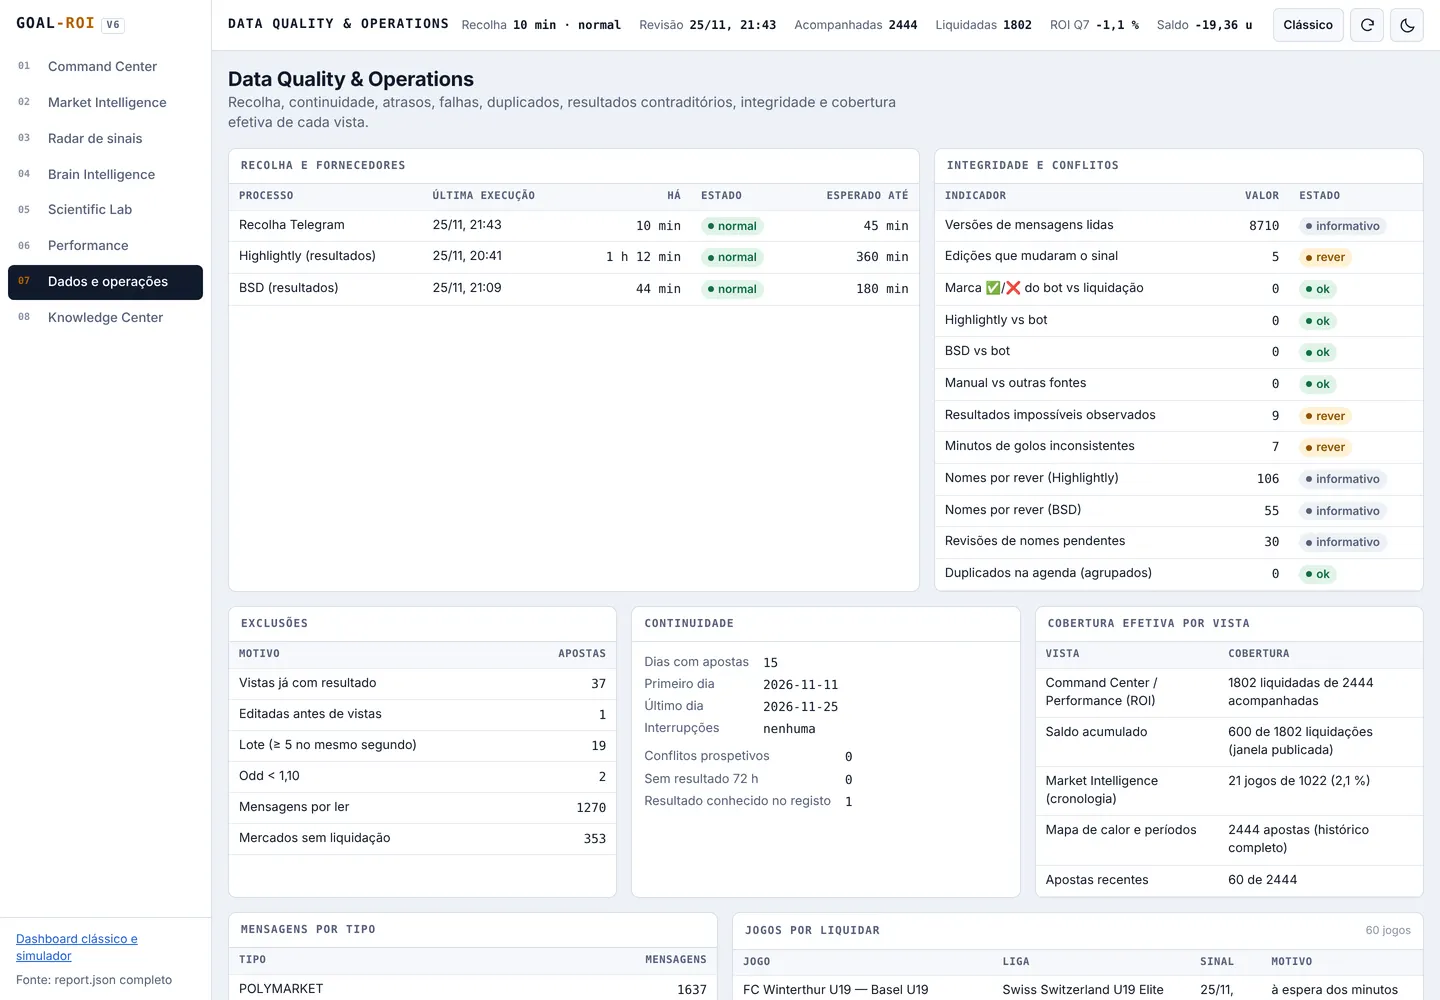 GOAL-ROI V6
01 Command Center
02 Market Intelligence
03 Radar de sinais
04 Brain Intelligence
05 Scientific Lab
06 Performance
07 Dados e operações
08 Knowledge Center
Dashboard clássico e
simulador
Fonte: report.json completo
DATA QUALITY & OPERATIONS Recolha 10 min · normal Revisão 25/11, 21:43 Acompanhadas 2444 Liquidadas 1802 ROI Q7 -1,1 % Saldo -19,36 u Clássico
Data Quality & Operations
Recolha, continuidade, atrasos, falhas, duplicados, resultados contraditórios, integridade e cobertura
efetiva de cada vista.
RECOLHA E FORNECEDORES
PROCESSO ÚLTIMA EXECUÇÃO HÁ ESTADO ESPERADO ATÉ
Recolha Telegram 25/11, 21:43 10 min normal 45 min
Highlightly (resultados) 25/11, 20:41 1 h 12 min normal 360 min
BSD (resultados) 25/11, 21:09 44 min normal 180 min
INTEGRIDADE E CONFLITOS
INDICADOR VALOR ESTADO
Versões de mensagens lidas 8710 informativo
Edições que mudaram o sinal 5 rever
Marca ✅/❌ do bot vs liquidação 0 ok
Highlightly vs bot 0 ok
BSD vs bot 0 ok
Manual vs outras fontes 0 ok
Resultados impossíveis observados 9 rever
Minutos de golos inconsistentes 7 rever
Nomes por rever (Highlightly) 106 informativo
Nomes por rever (BSD) 55 informativo
Revisões de nomes pendentes 30 informativo
Duplicados na agenda (agrupados) 0 ok
EXCLUSÕES
MOTIVO APOSTAS
Vistas já com resultado 37
Editadas antes de vistas 1
Lote (≥ 5 no mesmo segundo) 19
Odd < 1,10 2
Mensagens por ler 1270
Mercados sem liquidação 353
CONTINUIDADE
Dias com apostas 15
Primeiro dia 2026-11-11
Último dia 2026-11-25
Interrupções nenhuma
Conflitos prospetivos 0
Sem resultado 72 h 0
Resultado conhecido no registo 1
COBERTURA EFETIVA POR VISTA
VISTA COBERTURA
Command Center / 1802 liquidadas de 2444
Performance (ROI) acompanhadas
Saldo acumulado 600 de 1802 liquidações
(janela publicada)
Market Intelligence 21 jogos de 1022 (2,1 %)
(cronologia)
Mapa de calor e períodos 2444 apostas (histórico
completo)
Apostas recentes 60 de 2444
MENSAGENS POR TIPO
TIPO MENSAGENS
POLYMARKET 1637
JOGOS POR LIQUIDAR 60 jogos
JOGO LIGA SINAL MOTIVO
FC Winterthur U19 — Basel U19 Swiss Switzerland U19 Elite 25/11, à espera dos minutos